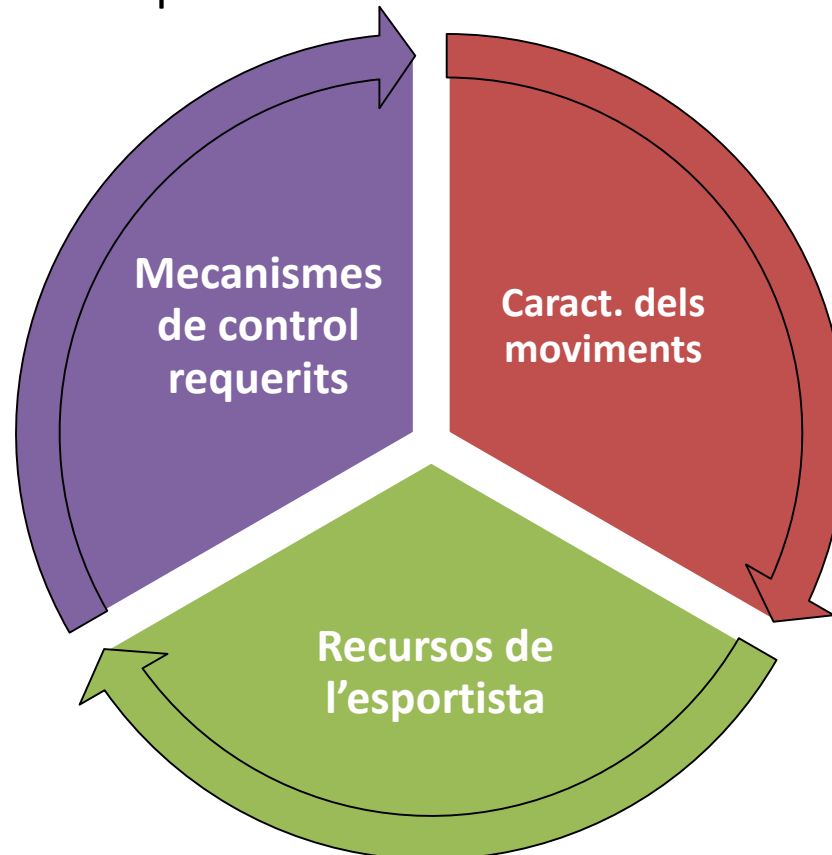 Mecanismes
de control
requerits
Caract. dels
moviments
Recursos de
l’esportista